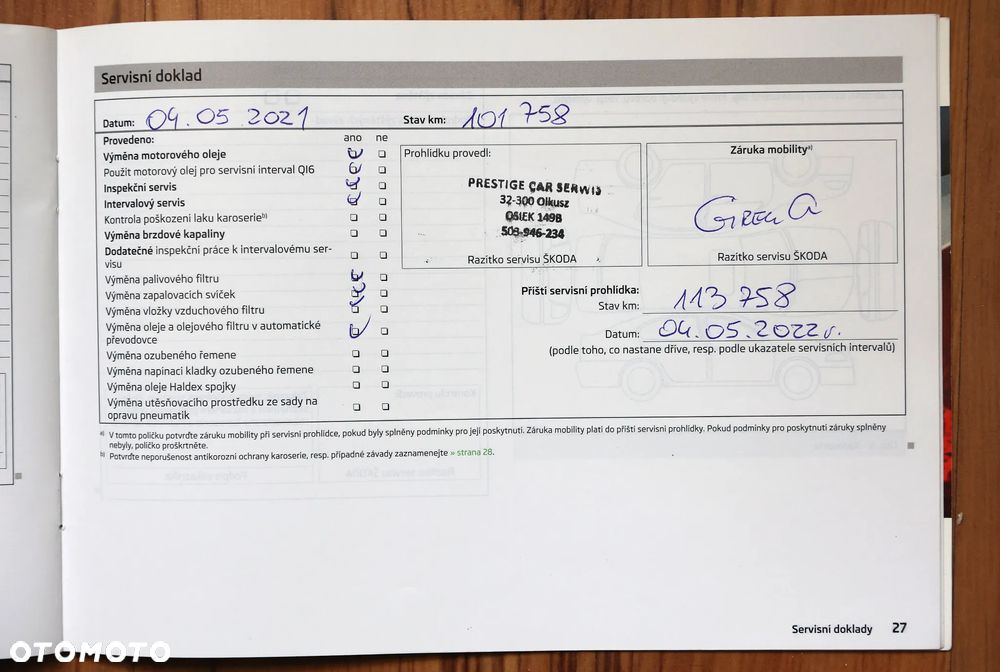 Servisní doklad
Datum: 04.05.2021 Stav km: 101 758
Provedeno: ano ne
Výměna motorového oleje
Použit motorový olej pro servisní interval QI6
Inspekční servis
Intervalový servis
Kontrola poškození laku karoserie b)
Výměna brzdové kapaliny
Dodatečné inspekční práce k intervalovému ser-
visu
Výměna palivového filtru
Výměna zapalovacích svíček
Výměna vložky vzduchového filtru
Výměna oleje a olejového filtru v automatické
převodovce
Výměna ozubeného řemene
Výměna napínací kladky ozubeného řemene
Výměna oleje Haldex spojky
Výměna utěsňovacího prostředku ze sady na
opravu pneumatik
Prohlídku provedl:
PRESTIGE CAR SERWIS
32-300 Olkusz
OSIEK 149B
503-946-234
Razítko servisu ŠKODA
Záruka mobility a)
Razítko servisu ŠKODA
Příští servisní prohlídka:
Stav km: 113 758
Datum: 04.05.2022r.
(podle toho, co nastane dříve, resp. podle ukazatele servisních intervalů)
a) V tomto políčku potvrďte záruku mobility při servisní prohlídce, pokud byly splněny podmínky pro její poskytnutí. Záruka mobility platí do příští servisní prohlídky. Pokud podmínky pro poskytnutí záruky splněny
nebyly, políčko proškrtněte.
b) Potvrďte neporušenost antikorozní ochrany karoserie, resp. případné závady zaznamenejte » strana 28.
Servisní doklady 27
OTOMOTO